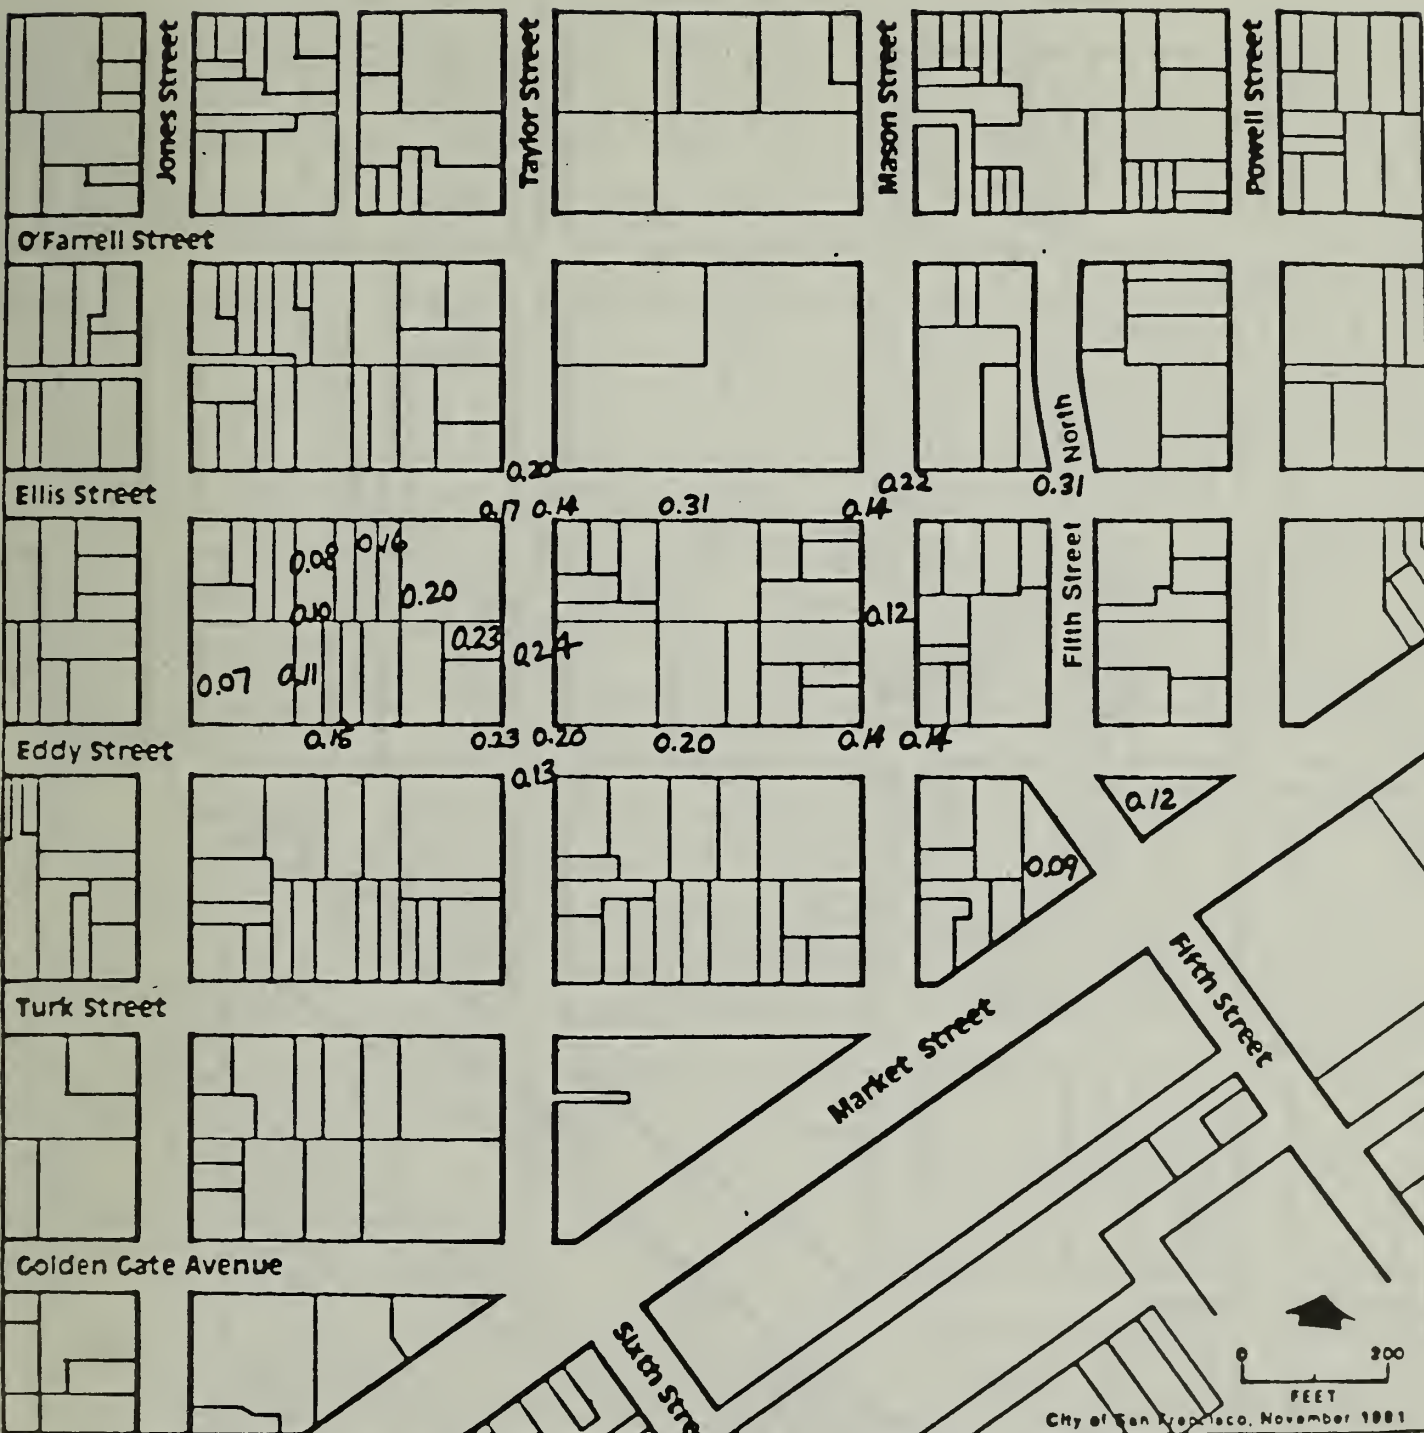 Jones Street
Taylor Street
Mason Street
Powell Street
O'Farrell Street
North
0.20
0.22
0.31
Ellis Street
0.17 0.14
0.31
0.14
Fifth Street
0.08
0.16
0.20
0.10
0.12
0.23
0.24
0.07
0.11
0.15
0.23 0.20
0.20
0.14 0.14
Eddy Street
0.13
0.12
0.09
Fifth Street
Turk Street
Market Street
Golden Gate Avenue
Sixth Stre
0 200
FEET
City of San Francisco, November 1981